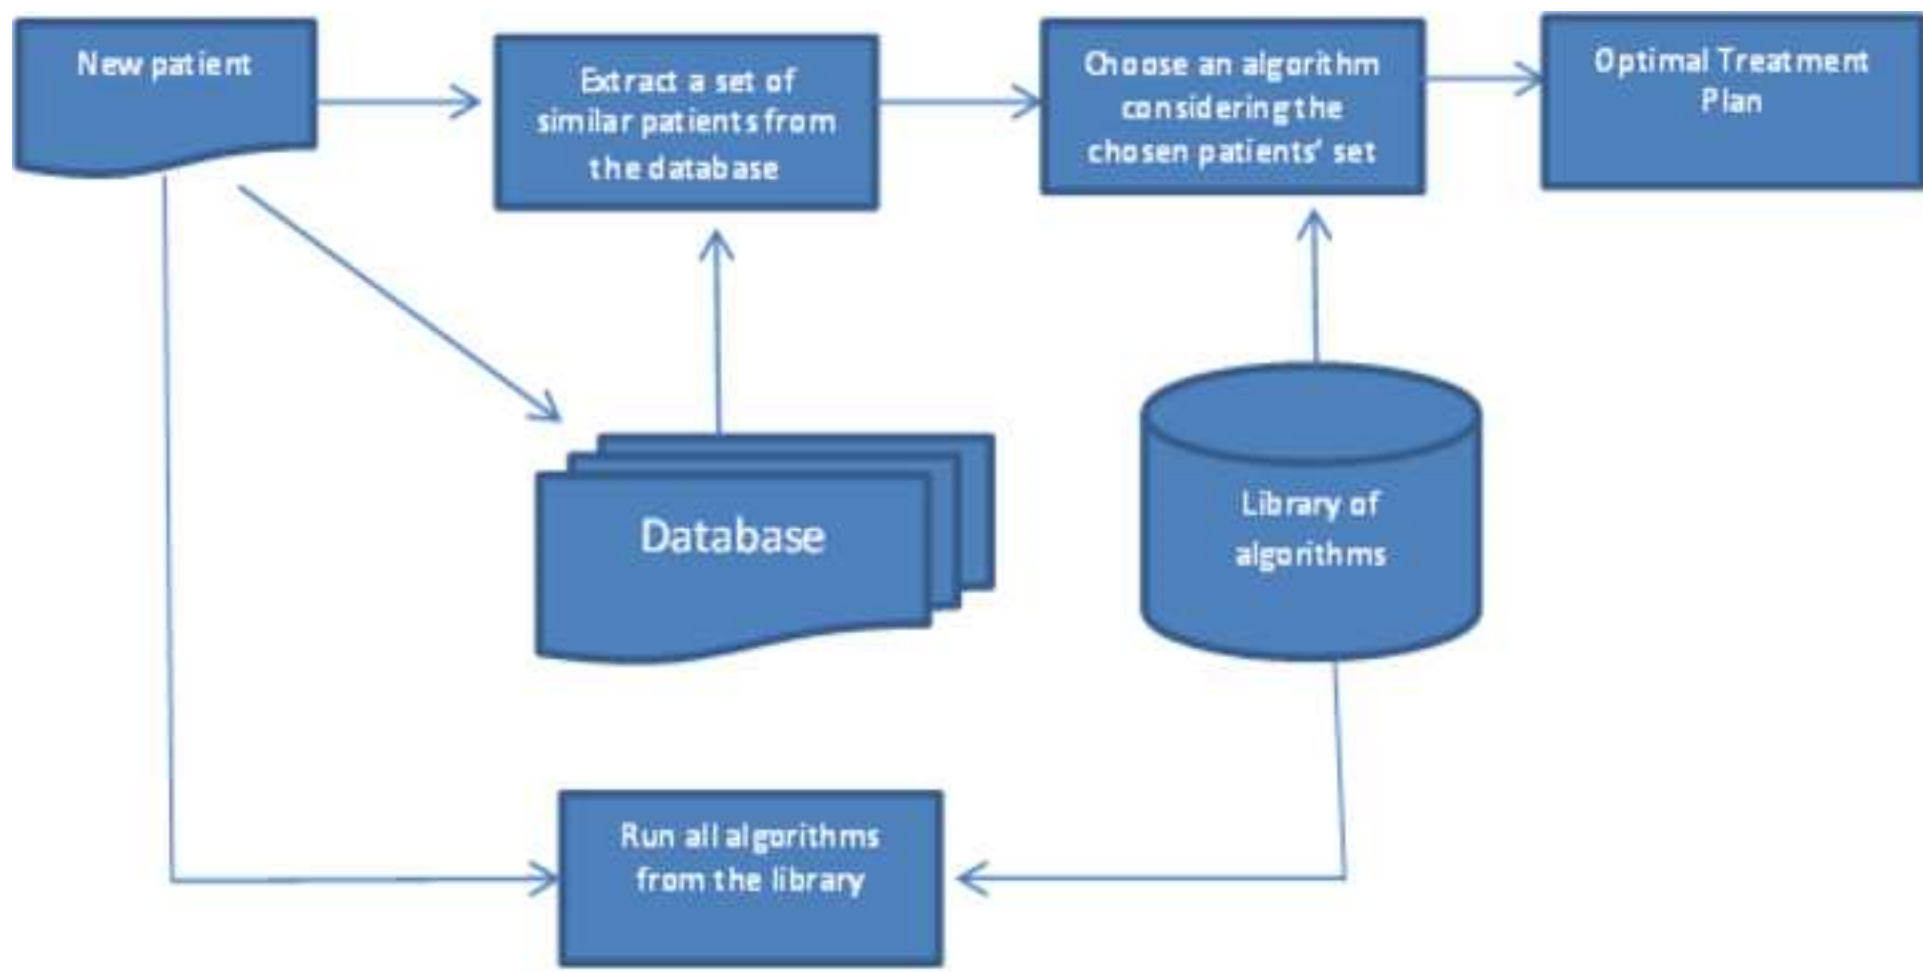 New patient
Extract a set of
similar patients from
the database
Choose an algorithm
considering the
chosen patients' set
Optimal Treatment
Plan
Database
Library of
algorithms
Run all algorithms
from the library